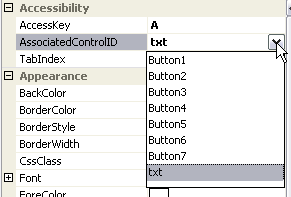 Accessibility
AccessKey A
AssociatedControlID txt
TabIndex
Button1
Appearance
Button2
BackColor
Button3
BorderColor
Button4
BorderStyle
Button5
Button6
BorderWidth
Button7
CssClass
txt
Font
ForeColor